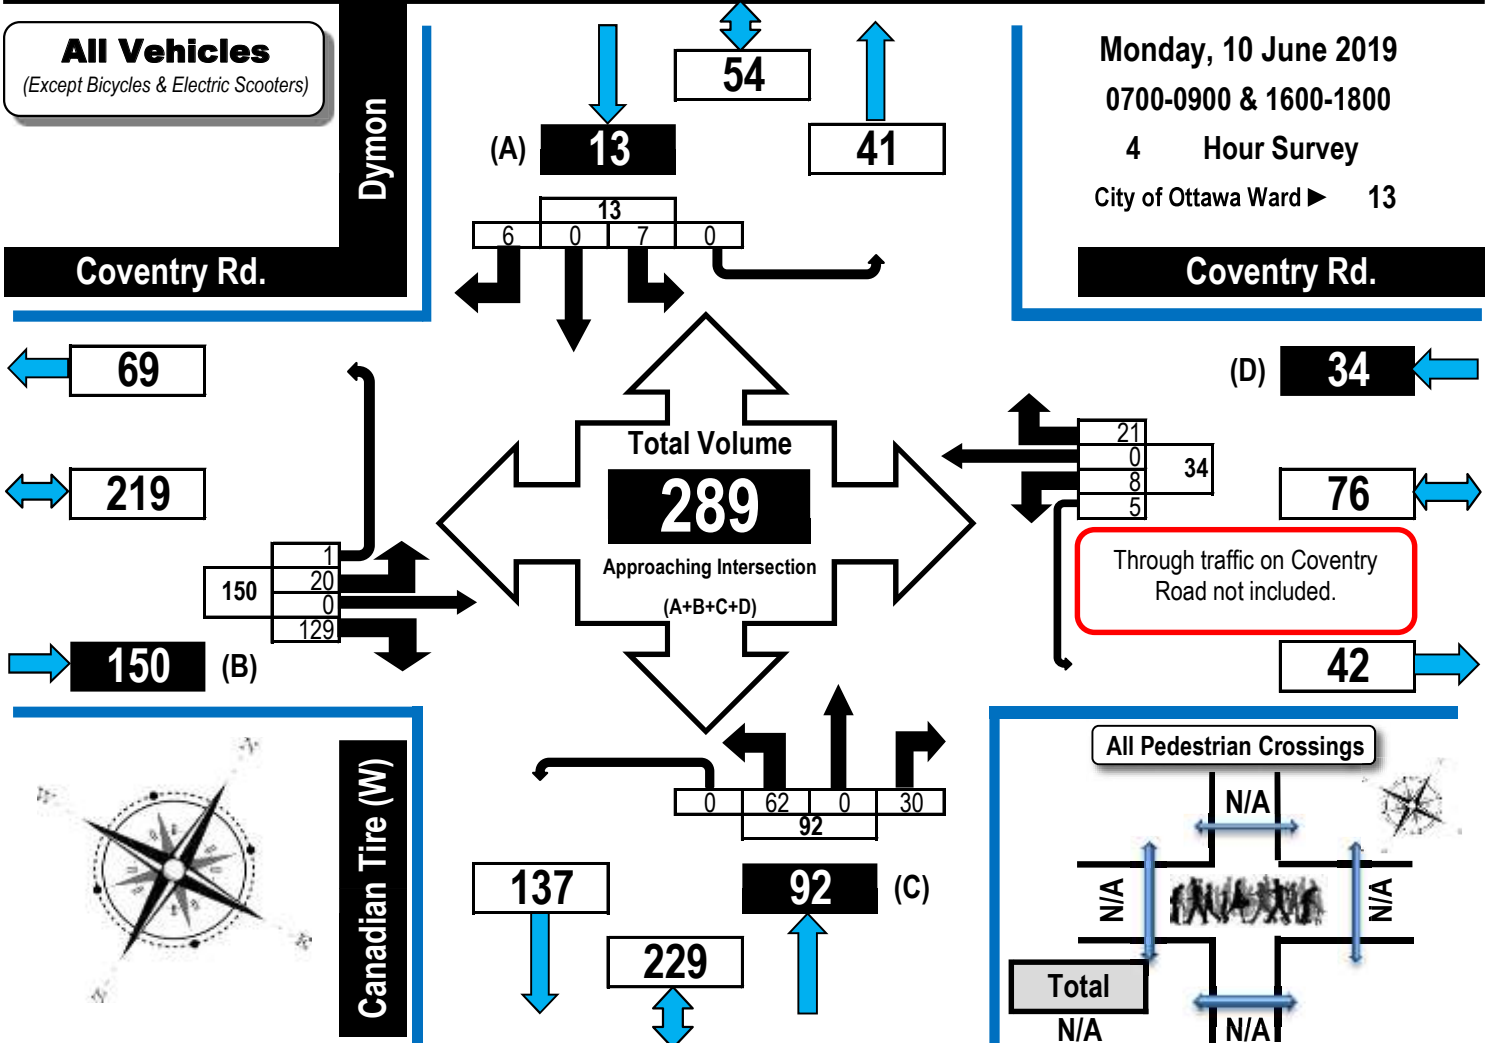 All Vehicles
(Except Bicycles & Electric Scooters)
Dymon
Coventry Rd.
54
(A) 13
41
13
6 0 7 0
Monday, 10 June 2019
0700-0900 & 1600-1800
4 Hour Survey
City of Ottawa Ward ► 13
Coventry Rd.
69
219
150
1
20
0
129
150 (B)
Total Volume
289
Approaching Intersection
(A+B+C+D)
(D) 34
21
0
8
5
34
76
Through traffic on Coventry
Road not included.
42
Canadian Tire (W)
0 62 0 30
92
137
92 (C)
229
All Pedestrian Crossings
N/A
N/A
N/A
Total
N/A
N/A